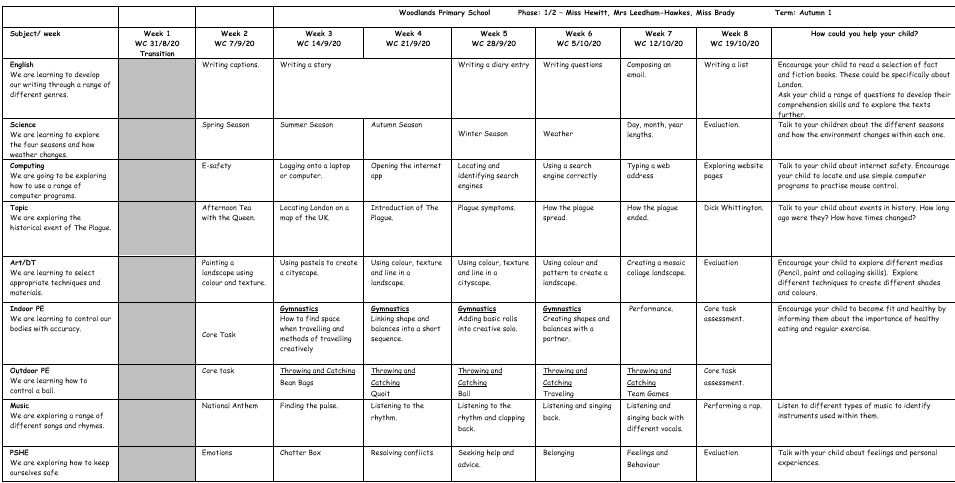 Woodlands Primary School Phase: 1/2 – Miss Hewitt, Mrs Leedham-Hawkes, Miss Brady Term: Autumn 1
Subject/ week
Week 1
WC 31/8/20
Transition
Week 2
WC 7/9/20
Week 3
WC 14/9/20
Week 4
WC 21/9/20
Week 5
WC 28/9/20
Week 6
WC 5/10/20
Week 7
WC 12/10/20
Week 8
WC 19/10/20
How could you help your child?
English
We are learning to develop
our writing through a range of
different genres.
Writing captions.
Writing a story
Writing a diary entry
Writing questions
Composing an
email.
Writing a list
Encourage your child to read a selection of fact
and fiction books. These could be specifically about
London.
Ask your child a range of questions to develop their
comprehension skills and to explore the texts
further.
Science
We are learning to explore
the four seasons and how
weather changes.
Spring Season
Summer Season
Autumn Season
Winter Season
Weather
Day, month, year
lengths.
Evaluation.
Talk to your children about the different seasons
and how the environment changes within each one.
Computing
We are going to be exploring
how to use a range of
computer programs.
E-safety
Logging onto a laptop
or computer.
Opening the internet
app
Locating and
identifying search
engines
Using a search
engine correctly
Typing a web
address
Exploring website
pages
Talk to your child about internet safety. Encourage
your child to locate and use simple computer
programs to practise mouse control.
Topic
We are exploring the
historical event of The Plague.
Afternoon Tea
with the Queen.
Locating London on a
map of the UK.
Introduction of The
Plague.
Plague symptoms.
How the plague
spread.
How the plague
ended.
Dick Whittington.
Talk to your child about events in history. How long
ago were they? How have times changed?
Art/DT
We are learning to select
appropriate techniques and
materials.
Painting a
landscape using
colour and texture.
Using pastels to create
a cityscape.
Using colour, texture
and line in a
landscape.
Using colour, texture
and line in a
cityscape.
Using colour and
pattern to create a
landscape.
Creating a mosaic
collage landscape.
Evaluation
Encourage your child to explore different medias
(Pencil, paint and collaging skills). Explore
different techniques to create different shades
and colours.
Indoor PE
We are learning to control our
bodies with accuracy.
Core Task
Gymnastics
How to find space
when travelling and
methods of travelling
creatively
Gymnastics
Linking shape and
balances into a short
sequence.
Gymnastics
Adding basic rolls
into creative solo.
Gymnastics
Creating shapes and
balances with a
partner.
Performance.
Core task
assessment.
Encourage your child to become fit and healthy by
informing them about the importance of healthy
eating and regular exercise.
Outdoor PE
We are learning how to
control a ball.
Core task
Throwing and Catching
Bean Bags
Throwing and
Catching
Quoit
Throwing and
Catching
Ball
Throwing and
Catching
Traveling
Throwing and
Catching
Team Games
Core task
assessment.
Music
We are exploring a range of
different songs and rhymes.
National Anthem
Finding the pulse.
Listening to the
rhythm.
Listening to the
rhythm and clapping
back.
Listening and singing
back.
Listening and
singing back with
different vocals.
Performing a rap.
Listen to different types of music to identify
instruments used within them.
PSHE
We are exploring how to keep
ourselves safe
Emotions
Chatter Box
Resolving conflicts
Seeking help and
advice.
Belonging
Feelings and
Behaviour
Evaluation
Talk with your child about feelings and personal
experiences.